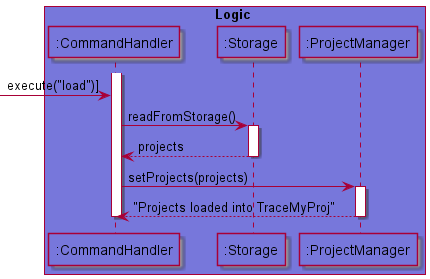 Logic
:CommandHandler :Storage :ProjectManager
execute("load")]
readFromStorage()
projects
setProjects(projects)
"Projects loaded into TraceMyProj"
:CommandHandler :Storage :ProjectManager